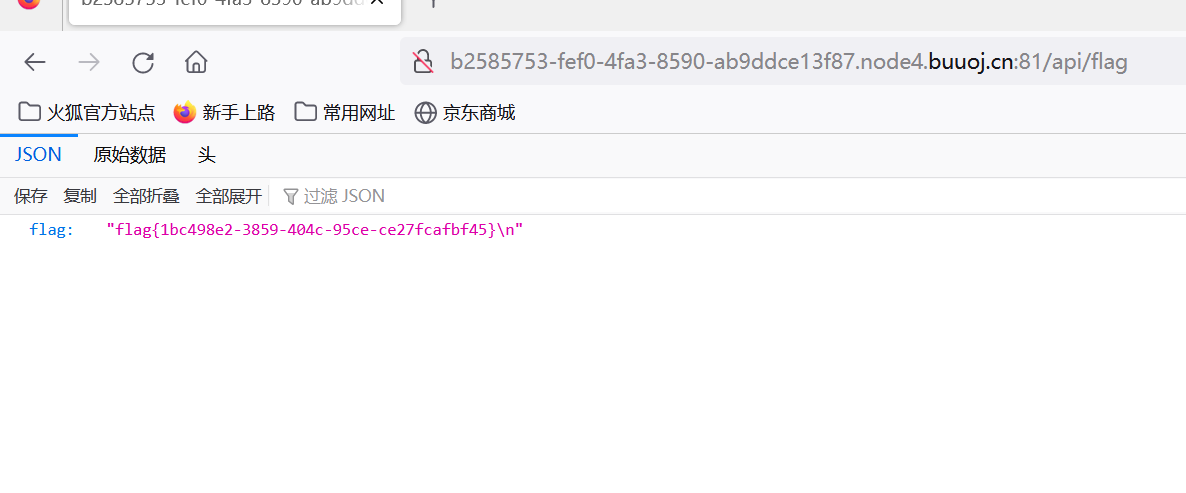 b2585753-fef0-4fa3-8590-ab9dd
b2585753-fef0-4fa3-8590-ab9ddce13f87.node4.buuoj.cn:81/api/flag
火狐官方站点 新手上路 常用网址 京东商城
JSON 原始数据 头
保存 复制 全部折叠 全部展开 过滤 JSON
flag: "flag{1bc498e2-3859-404c-95ce-ce27fcafbf45}\n"